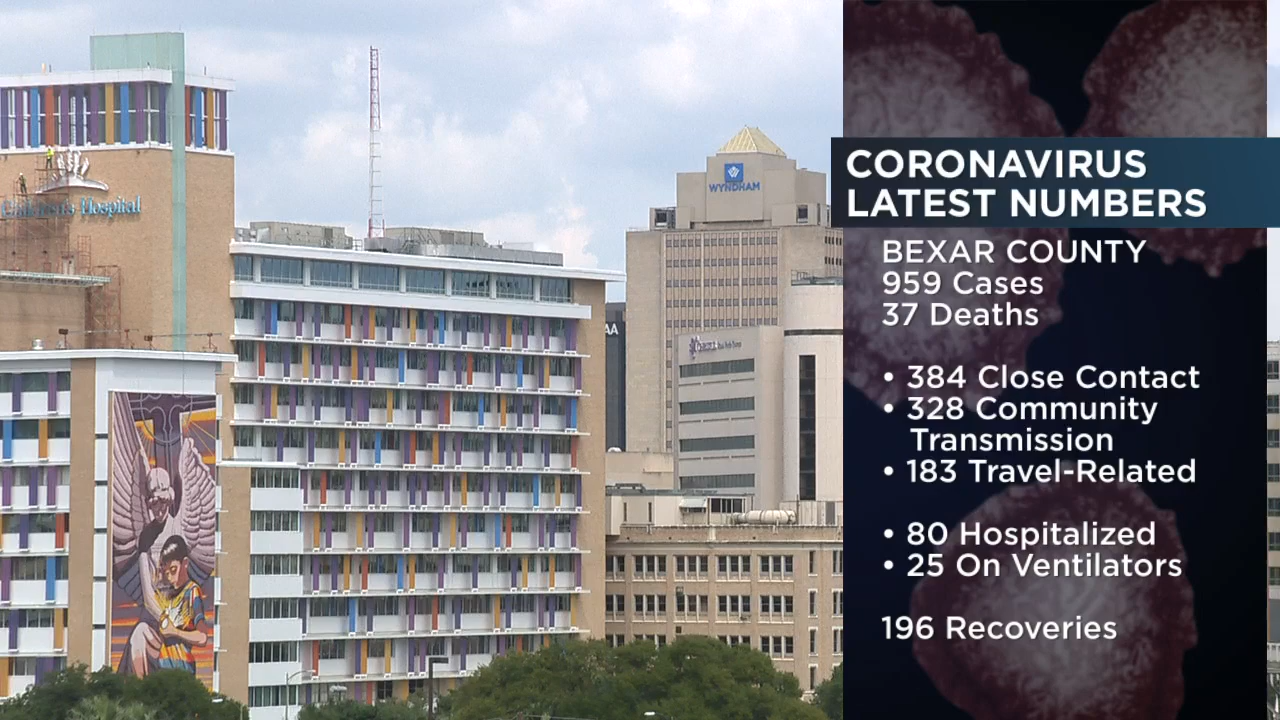 Children's Hospital
WYNDHAM
AA
CORONAVIRUS
LATEST NUMBERS
BEXAR COUNTY
959 Cases
37 Deaths
• 384 Close Contact
• 328 Community
Transmission
• 183 Travel-Related
• 80 Hospitalized
• 25 On Ventilators
196 Recoveries